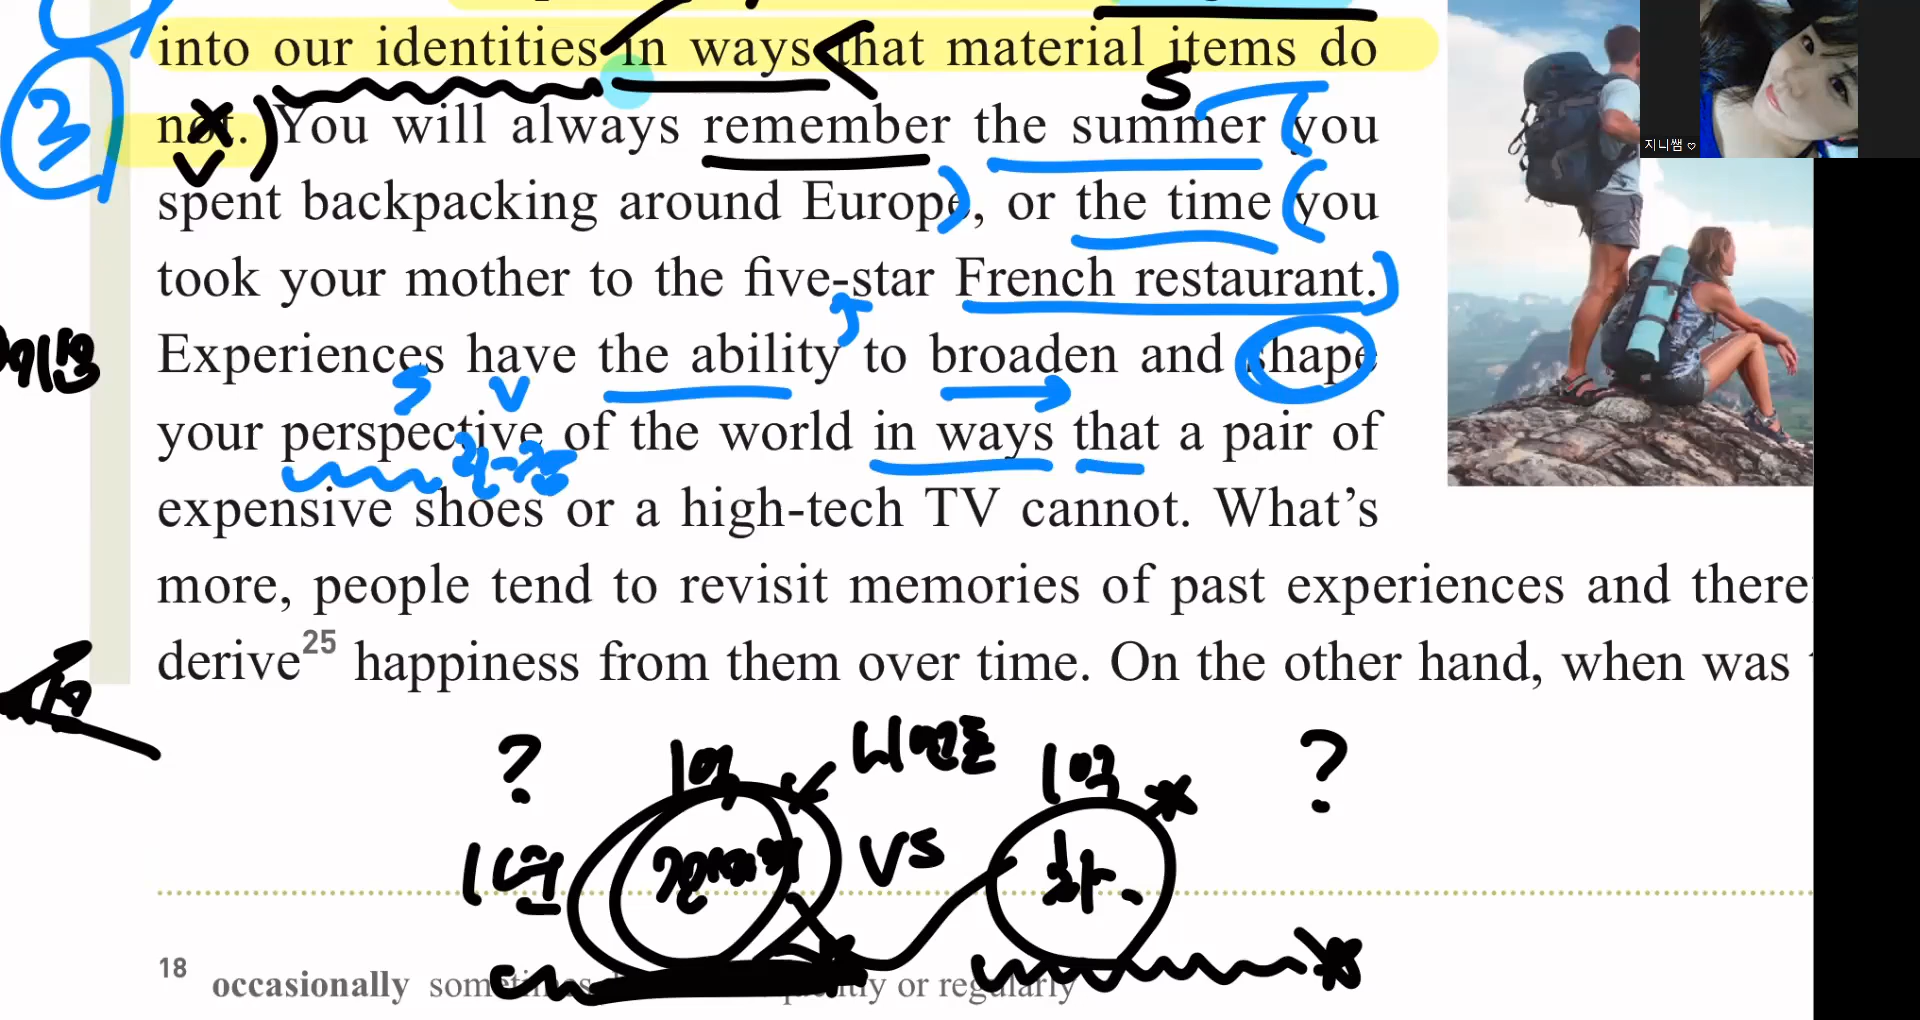 into our identities in ways that material items do
not. You will always remember the summer you
spent backpacking around Europe, or the time you
took your mother to the five-star French restaurant.
Experiences have the ability to broaden and shape
your perspective of the world in ways that a pair of
expensive shoes or a high-tech TV cannot. What's
more, people tend to revisit memories of past experiences and there
derive25 happiness from them over time. On the other hand, when was
지니쌤 ♡
3
S
S V
V
? 1억 1억 ?
1년 VS
18 occasionally sometimes or regularly